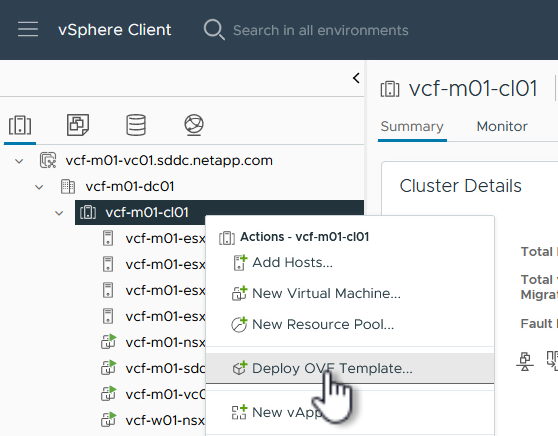 vSphere Client
Search in all environments
vcf-m01-cl01
Summary
Monitor
vcf-m01-vc01.sddc.netapp.com
vcf-m01-dc01
vcf-m01-cl01
Cluster Details
vcf-m01-esx
vcf-m01-esx
vcf-m01-esx
vcf-m01-esx
vcf-m01-nsx
vcf-m01-sdd
vcf-m01-vc0
vcf-w01-nsx
Actions - vcf-m01-cl01
Add Hosts...
New Virtual Machine...
New Resource Pool...
Deploy OVF Template...
New vApp
Total
Total
Migrat
Fault